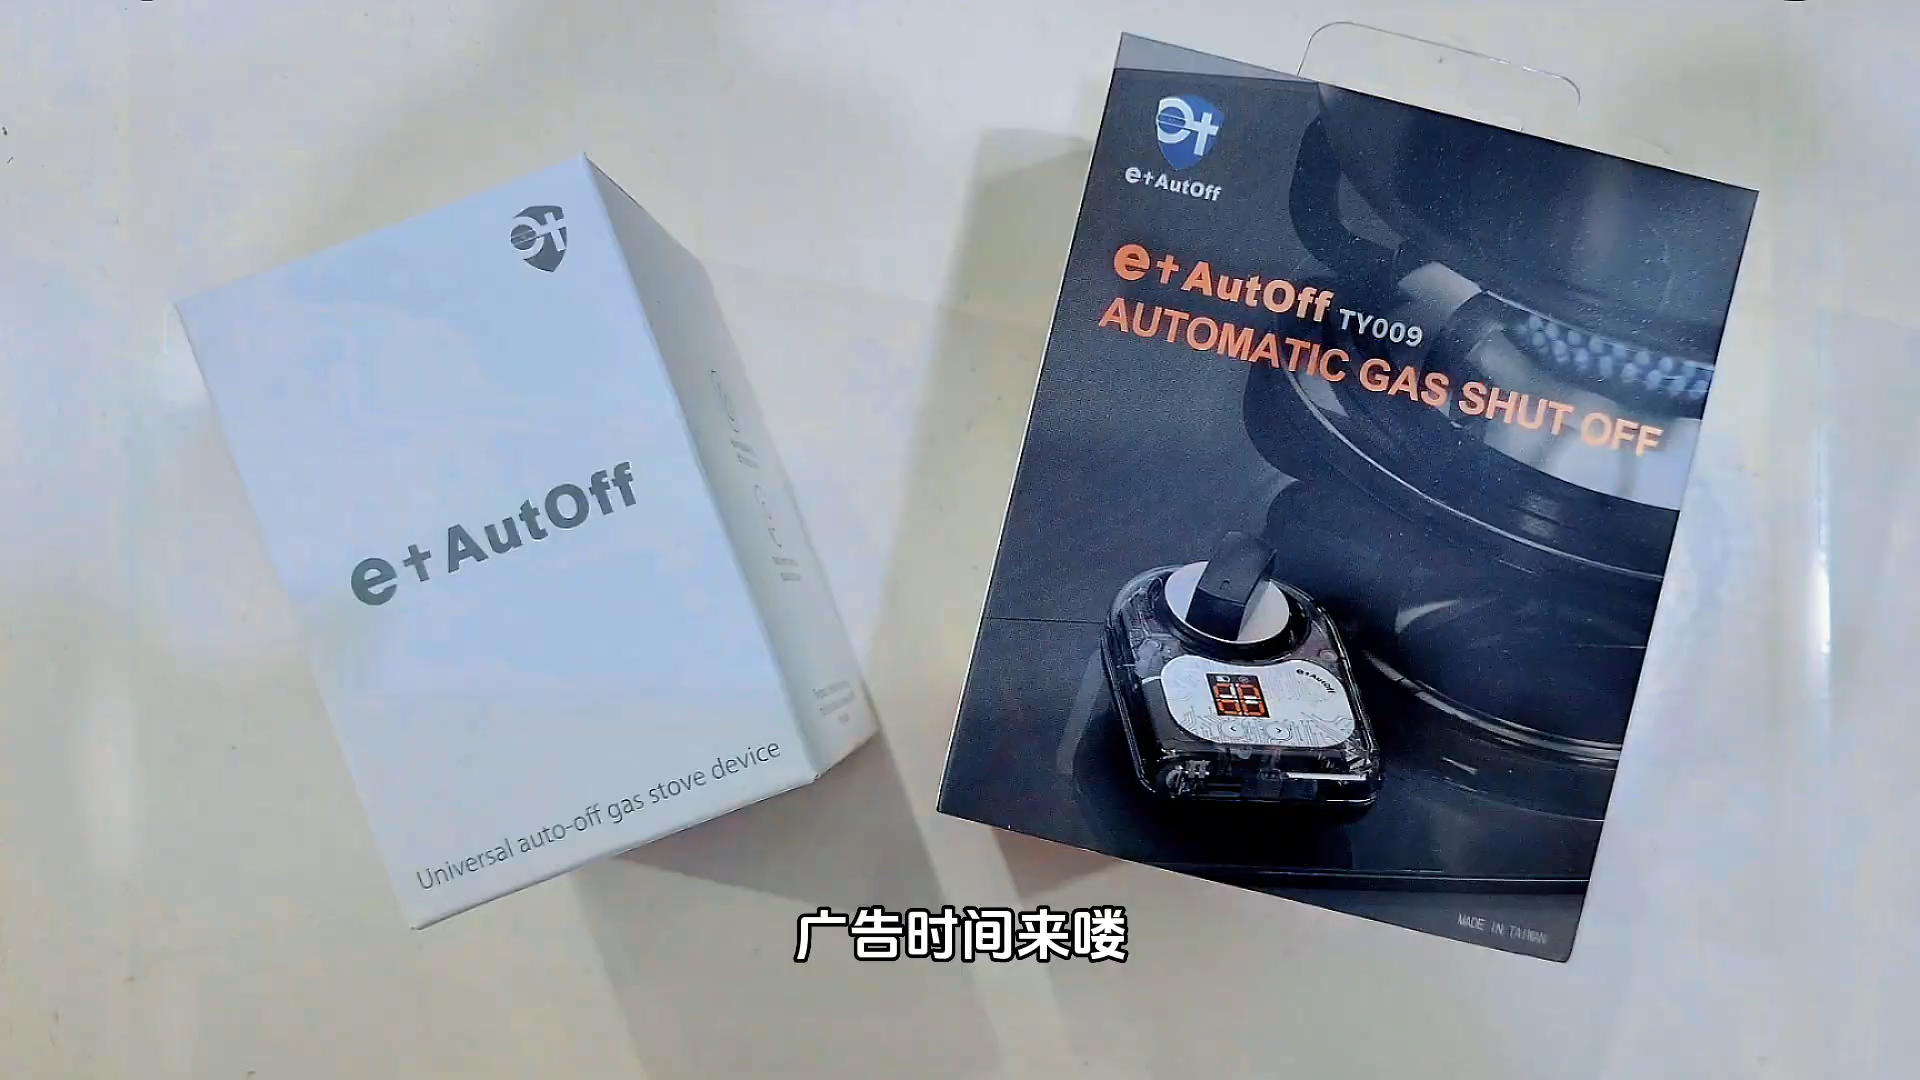 e+AutOff
Universal auto-off gas stove device
e+AutOff
e+AutOff TY009
AUTOMATIC GAS SHUT OFF
e+AutOff
MADE IN TAIWAN
广告时间来喽